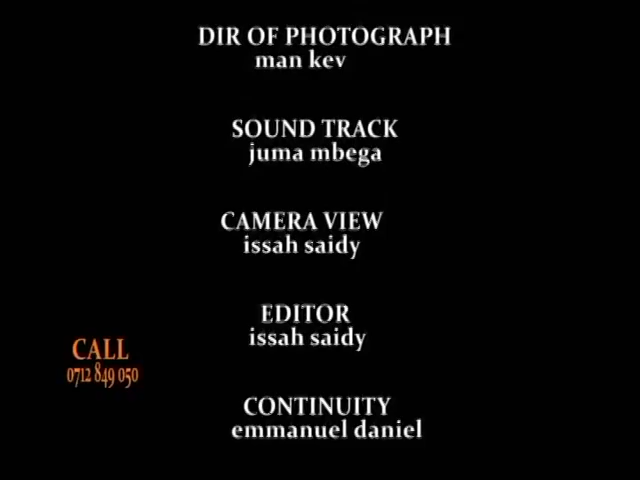 DIR OF PHOTOGRAPH
man kev
SOUND TRACK
juma mbega
CAMERA VIEW
issah saidy
EDITOR
issah saidy
CALL
0712 849 050
CONTINUITY
emmanuel daniel